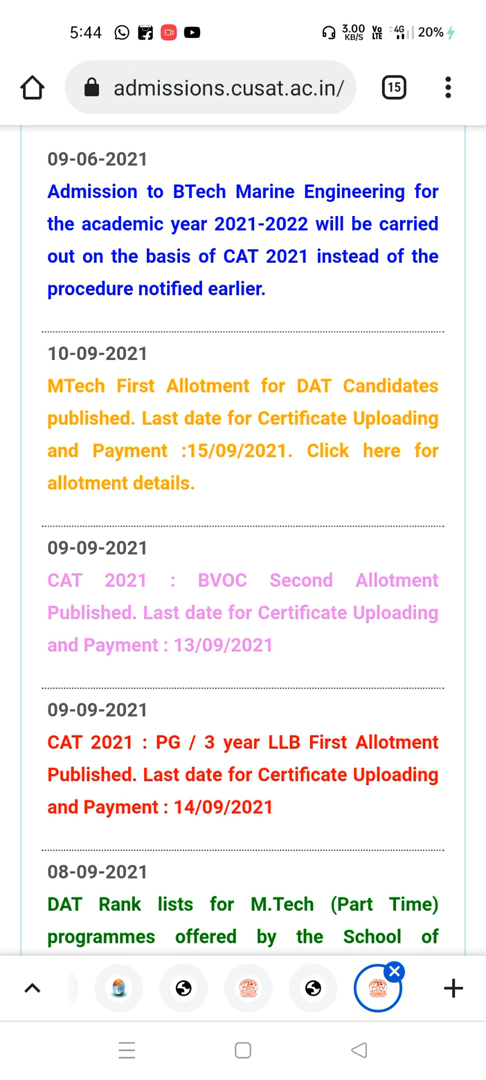 5:44
3.00 KB/S Vo LTE 4G 20%
admissions.cusat.ac.in/
15
09-06-2021
Admission to BTech Marine Engineering for
the academic year 2021-2022 will be carried
out on the basis of CAT 2021 instead of the
procedure notified earlier.
10-09-2021
MTech First Allotment for DAT Candidates
published. Last date for Certificate Uploading
and Payment :15/09/2021. Click here for
allotment details.
09-09-2021
CAT 2021 : BVOC Second Allotment
Published. Last date for Certificate Uploading
and Payment : 13/09/2021
09-09-2021
CAT 2021 : PG / 3 year LLB First Allotment
Published. Last date for Certificate Uploading
and Payment : 14/09/2021
08-09-2021
DAT Rank lists for M.Tech (Part Time)
programmes offered by the School of